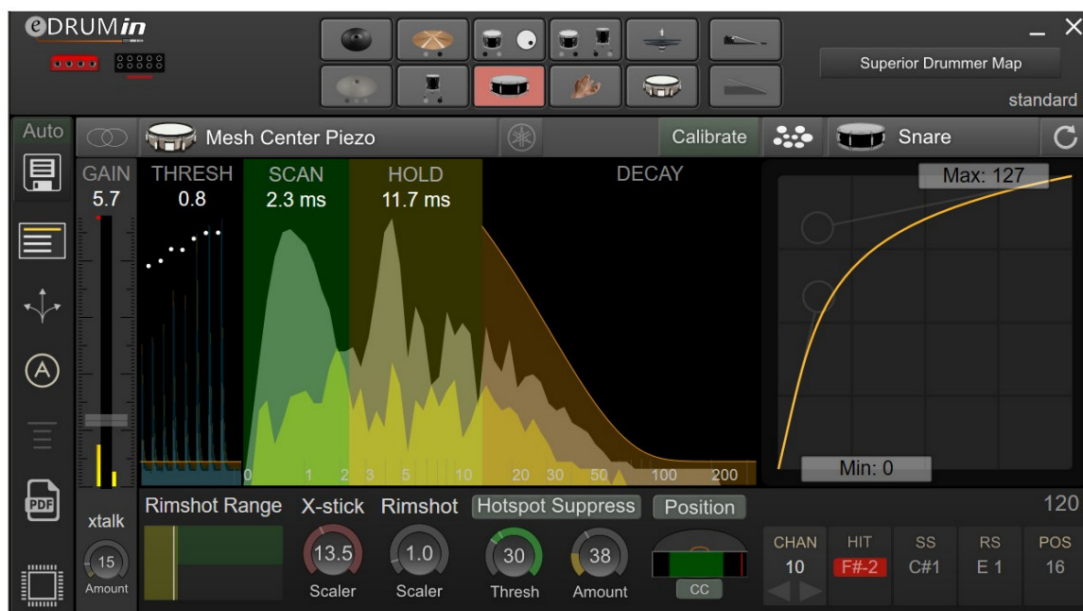 eDRUMin
Superior Drummer Map
standard
Auto
Mesh Center Piezo
Calibrate
Snare
GAIN
5.7
THRESH
0.8
SCAN
2.3 ms
HOLD
11.7 ms
DECAY
Max: 127
Min: 0
0 1 2 3 5 10 20 30 50 100 200
A
PDF
xtalk
15
Amount
Rimshot Range
X-stick
13.5
Scaler
Rimshot
1.0
Scaler
Hotspot Suppress
30
Thresh
38
Amount
Position
CC
120
CHAN HIT SS RS POS
10 F#-2 C#1 E 1 16